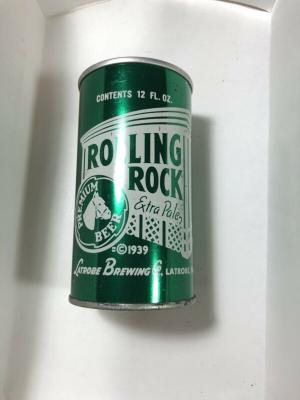 CONTENTS 12 FL. OZ.
ROLLING
ROCK
Extra Pale
PREMIUM
BEER
©1939
LATROBE BREWING CO. LATROBE,